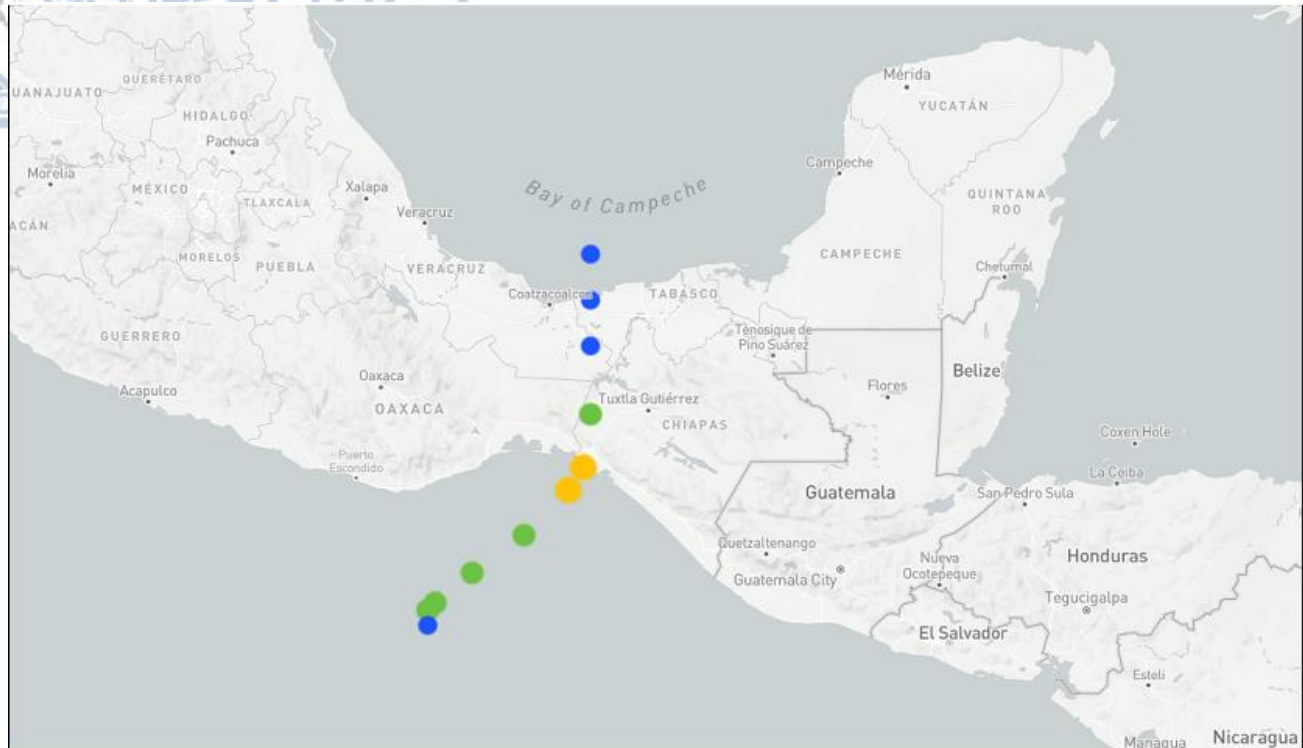 Mérida
YUCATÁN
QUERÉTARO
UANAJUATO
HIDALGO
Pachuca
Campeche
Morelia
MÉXICO
Xalapa
TLAXCALA
Bay of Campeche
QUINTANA
ROO
Veracruz
ACÁN
MORELOS
PUEBLA
VERACRUZ
CAMPECHE
Chetumal
Coatzacoalcos
TABASCO
GUERRERO
Tenosique de
Pino Suárez
Belize
Acapulco
Oaxaca
OAXACA
Tuxtla Gutiérrez
Flores
CHIAPAS
Coxen Hole
Puerto
Escondido
La Ceiba
Guatemala
San Pedro Sula
Quetzaltenango
Guatemala City
Nueva
Ocotepeque
Honduras
Tegucigalpa
El Salvador
Estelí
Managua
Nicaragua